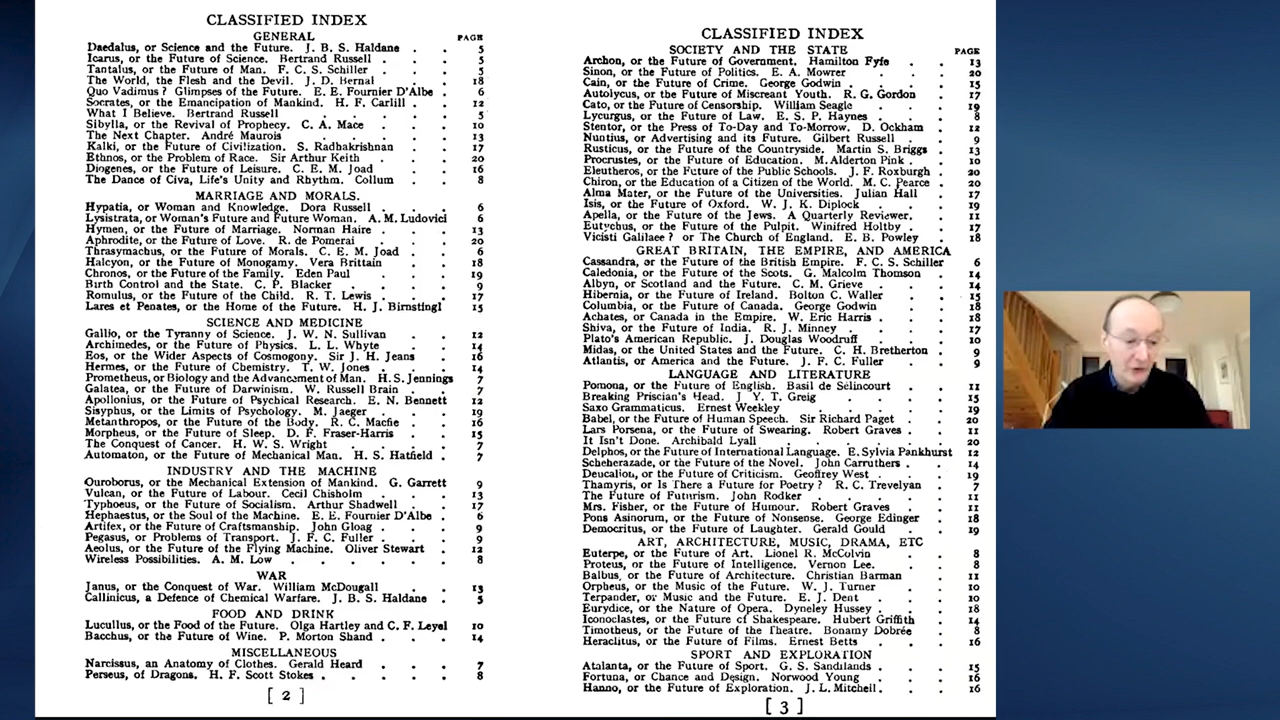 CLASSIFIED INDEX
GENERAL PAGE
Daedalus, or Science and the Future. J. B. S. Haldane . . 5
Icarus, or the Future of Science. Bertrand Russell . . . 5
Tantalus, or the Future of Man. F. C. S. Schiller . . . 5
The World, the Flesh and the Devil. J. D. Bernal . . . 18
Quo Vadimus? Glimpses of the Future. E. E. Fournier D'Albe . 6
Socrates, or the Emancipation of Mankind. H. F. Carlill . . 12
What I Believe. Bertrand Russell . . . . . 5
Sibylla, or the Revival of Prophecy. C. A. Mace . . . 10
The Next Chapter. André Maurois . . . . . 13
Kalki, or the Future of Civilization. S. Radhakrishnan . . 17
Ethnos, or the Problem of Race. Sir Arthur Keith . . . 20
Diogenes, or the Future of Leisure. C. E. M. Joad . . . 16
The Dance of Civa, Life's Unity and Rhythm. Collum . . 8
MARRIAGE AND MORALS.
Hypatia, or Woman and Knowledge. Dora Russell . . . 6
Lysistrata, or Woman's Future and Future Woman. A. M. Ludovici 6
Hymen, or the Future of Marriage. Norman Haire . . . 13
Aphrodite, or the Future of Love. R. de Pomerai . . . 20
Thrasymachus, or the Future of Morals. C. E. M. Joad . . 6
Halcyon, or the Future of Monogamy. Vera Brittain . . 18
Chronos, or the Future of the Family. Eden Paul . . . 19
Birth Control and the State. C. P. Blacker . . . 9
Romulus, or the Future of the Child. R. T. Lewis . . . 17
Lares et Penates, or the Home of the Future. H. J. Birnstingl . 15
SCIENCE AND MEDICINE
Gallio, or the Tyranny of Science. J. W. N. Sullivan . . 12
Archimedes, or the Future of Physics. L. L. Whyte . . . 14
Eos, or the Wider Aspects of Cosmogony. Sir J. H. Jeans . . 16
Hermes, or the Future of Chemistry. T. W. Jones . . . 14
Prometheus, or Biology and the Advancement of Man. H. S. Jennings 7
Galatea, or the Future of Darwinism. W. Russell Brain . . 7
Apollonius, or the Future of Psychical Research. E. N. Bennett 12
Sisyphus, or the Limits of Psychology. M. Jaeger . . . 19
Metanthropos, or the Future of the Body. R. C. Macfie . . 16
Morpheus, or the Future of Sleep. D. F. Fraser-Harris . . 15
The Conquest of Cancer. H. W. S. Wright . . . . 7
Automaton, or the Future of Mechanical Man. H. S. Hatfield . 7
INDUSTRY AND THE MACHINE
Ouroborus, or the Mechanical Extension of Mankind. G. Garrett 9
Vulcan, or the Future of Labour. Cecil Chisholm . . . 13
Typhoeus, or the Future of Socialism. Arthur Shadwell . . 17
Hephaestus, or the Soul of the Machine. E. E. Fournier D'Albe . 6
Artifex, or the Future of Craftsmanship. John Gloag . . 9
Pegasus, or Problems of Transport. J. F. C. Fuller . . . 9
Aeolus, or the Future of the Flying Machine. Oliver Stewart . 12
Wireless Possibilities. A. M. Low . . . . . 8
WAR
Janus, or the Conquest of War. William McDougall . . . 13
Callinicus, a Defence of Chemical Warfare. J. B. S. Haldane . 5
FOOD AND DRINK
Lucullus, or the Food of the Future. Olga Hartley and C. F. Leyel 10
Bacchus, or the Future of Wine. P. Morton Shand . . . 14
MISCELLANEOUS
Narcissus, an Anatomy of Clothes. Gerald Heard . . . 7
Perseus, of Dragons. H. F. Scott Stokes . . . . 8
[ 2 ]
CLASSIFIED INDEX
SOCIETY AND THE STATE PAGE
Archon, or the Future of Government. Hamilton Fyfe . . 13
Sinon, or the Future of Politics. E. A. Mowrer . . . 20
Cain, or the Future of Crime. George Godwin . . . 15
Autolycus, or the Future of Miscreant Youth. R. G. Gordon . 17
Cato, or the Future of Censorship. William Seagle . . . 19
Lycurgus, or the Future of Law. E. S. P. Haynes . . . 8
Stentor, or the Press of To-Day and To-Morrow. D. Ockham . 12
Nuntius, or Advertising and its Future. Gilbert Russell . . 9
Rusticus, or the Future of the Countryside. Martin S. Briggs . 13
Procrustes, or the Future of Education. M. Alderton Pink . . 10
Eleutheros, or the Future of the Public Schools. J. F. Roxburgh . 20
Chiron, or the Education of a Citizen of the World. M. C. Pearce . 20
Alma Mater, or the Future of the Universities. Julian Hall . 17
Isis, or the Future of Oxford. W. J. K. Diplock . . . 19
Apella, or the Future of the Jews. A Quarterly Reviewer. . 11
Eutychus, or the Future of the Pulpit. Winifred Holtby . . 17
Vicisti Galilaee? or The Church of England. E. B. Powley . 18
GREAT BRITAIN, THE EMPIRE, AND AMERICA
Cassandra, or the Future of the British Empire. F. C. S. Schiller 6
Caledonia, or the Future of the Scots. G. Malcolm Thomson . 14
Albyn, or Scotland and the Future. C. M. Grieve . . . 14
Hibernia, or the Future of Ireland. Bolton C. Waller . . 15
Columbia, or the Future of Canada. George Godwin . . 18
Achates, or Canada in the Empire. W. Eric Harris . . . 18
Shiva, or the Future of India. R. J. Minney . . . 17
Plato's American Republic. J. Douglas Woodruff . . . 10
Midas, or the United States and the Future. C. H. Bretherton . 9
Atlantis, or America and the Future. J. F. C. Fuller . . 9
LANGUAGE AND LITERATURE
Pomona, or the Future of English. Basil de Sélincourt . . 11
Breaking Priscian's Head. J. Y. T. Greig . . . . 15
Saxo Grammaticus. Ernest Weekley . . . . 19
Babel, or the Future of Human Speech. Sir Richard Paget . 20
Lars Porsena, or the Future of Swearing. Robert Graves . . 11
It Isn't Done. Archibald Lyall . . . . . 20
Delphos, or the Future of International Language. E. Sylvia Pankhurst 12
Scheherazade, or the Future of the Novel. John Carruthers . . 14
Deucalion, or the Future of Criticism. Geoffrey West . . 19
Thamyris, or Is There a Future for Poetry? R. C. Trevelyan . 7
The Future of Futurism. John Rodker . . . . 11
Mrs. Fisher, or the Future of Humour. Robert Graves . . 11
Pons Asinorum, or the Future of Nonsense. George Edinger . 18
Democritus, or the Future of Laughter. Gerald Gould . . 19
ART, ARCHITECTURE, MUSIC, DRAMA, ETC
Euterpe, or the Future of Art. Lionel R. McColvin . . . 8
Proteus, or the Future of Intelligence. Vernon Lee. . . 8
Balbus, or the Future of Architecture. Christian Barman . . 11
Orpheus, or the Music of the Future. W. J. Turner . . . 10
Terpander, or Music and the Future. E. J. Dent . . . 10
Eurydice, or the Nature of Opera. Dyneley Hussey . . . 18
Iconoclastes, or the Future of Shakespeare. Hubert Griffith . 14
Timotheus, or the Future of the Theatre. Bonamy Dobrée . 8
Heraclitus, or the Future of Films. Ernest Betts . . . 16
SPORT AND EXPLORATION
Atalanta, or the Future of Sport. G. S. Sandilands . . . 15
Fortuna, or Chance and Design. Norwood Young . . . 16
Hanno, or the Future of Exploration. J. L. Mitchell . . . 16
[ 3 ]